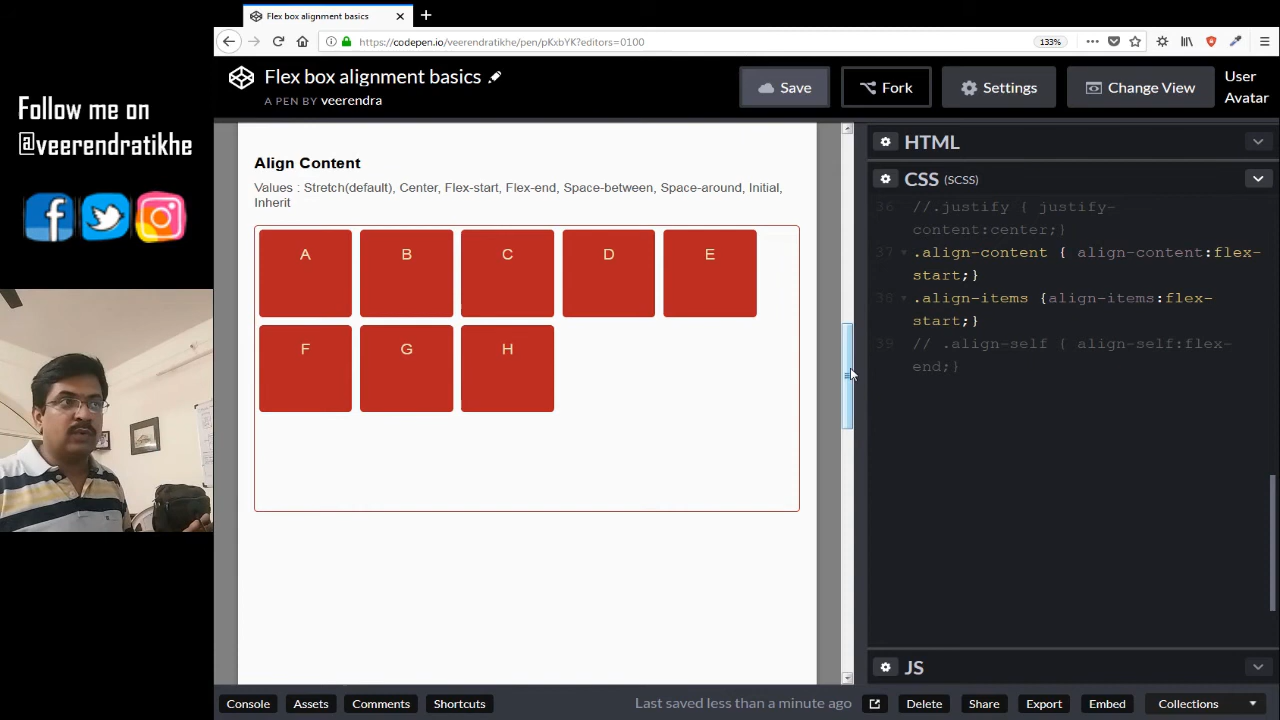 Flex box alignment basics
https://codepen.io/veerendratikhe/pen/pKxbYK?editors=0100
133%
Flex box alignment basics
A PEN BY veerendra
Save
Fork
Settings
Change View
User
Avatar
Follow me on
@veerendratikhe
Align Content
Values : Stretch(default), Center, Flex-start, Flex-end, Space-between, Space-around, Initial,
Inherit
A B C D E
F G H
HTML
CSS (SCSS)
36 //.justify { justify-
content:center;}
37 .align-content { align-content:flex-
start;}
38 .align-items {align-items:flex-
start;}
39 // .align-self { align-self:flex-
end;}
JS
Console
Assets
Comments
Shortcuts
Last saved less than a minute ago
Delete
Share
Export
Embed
Collections